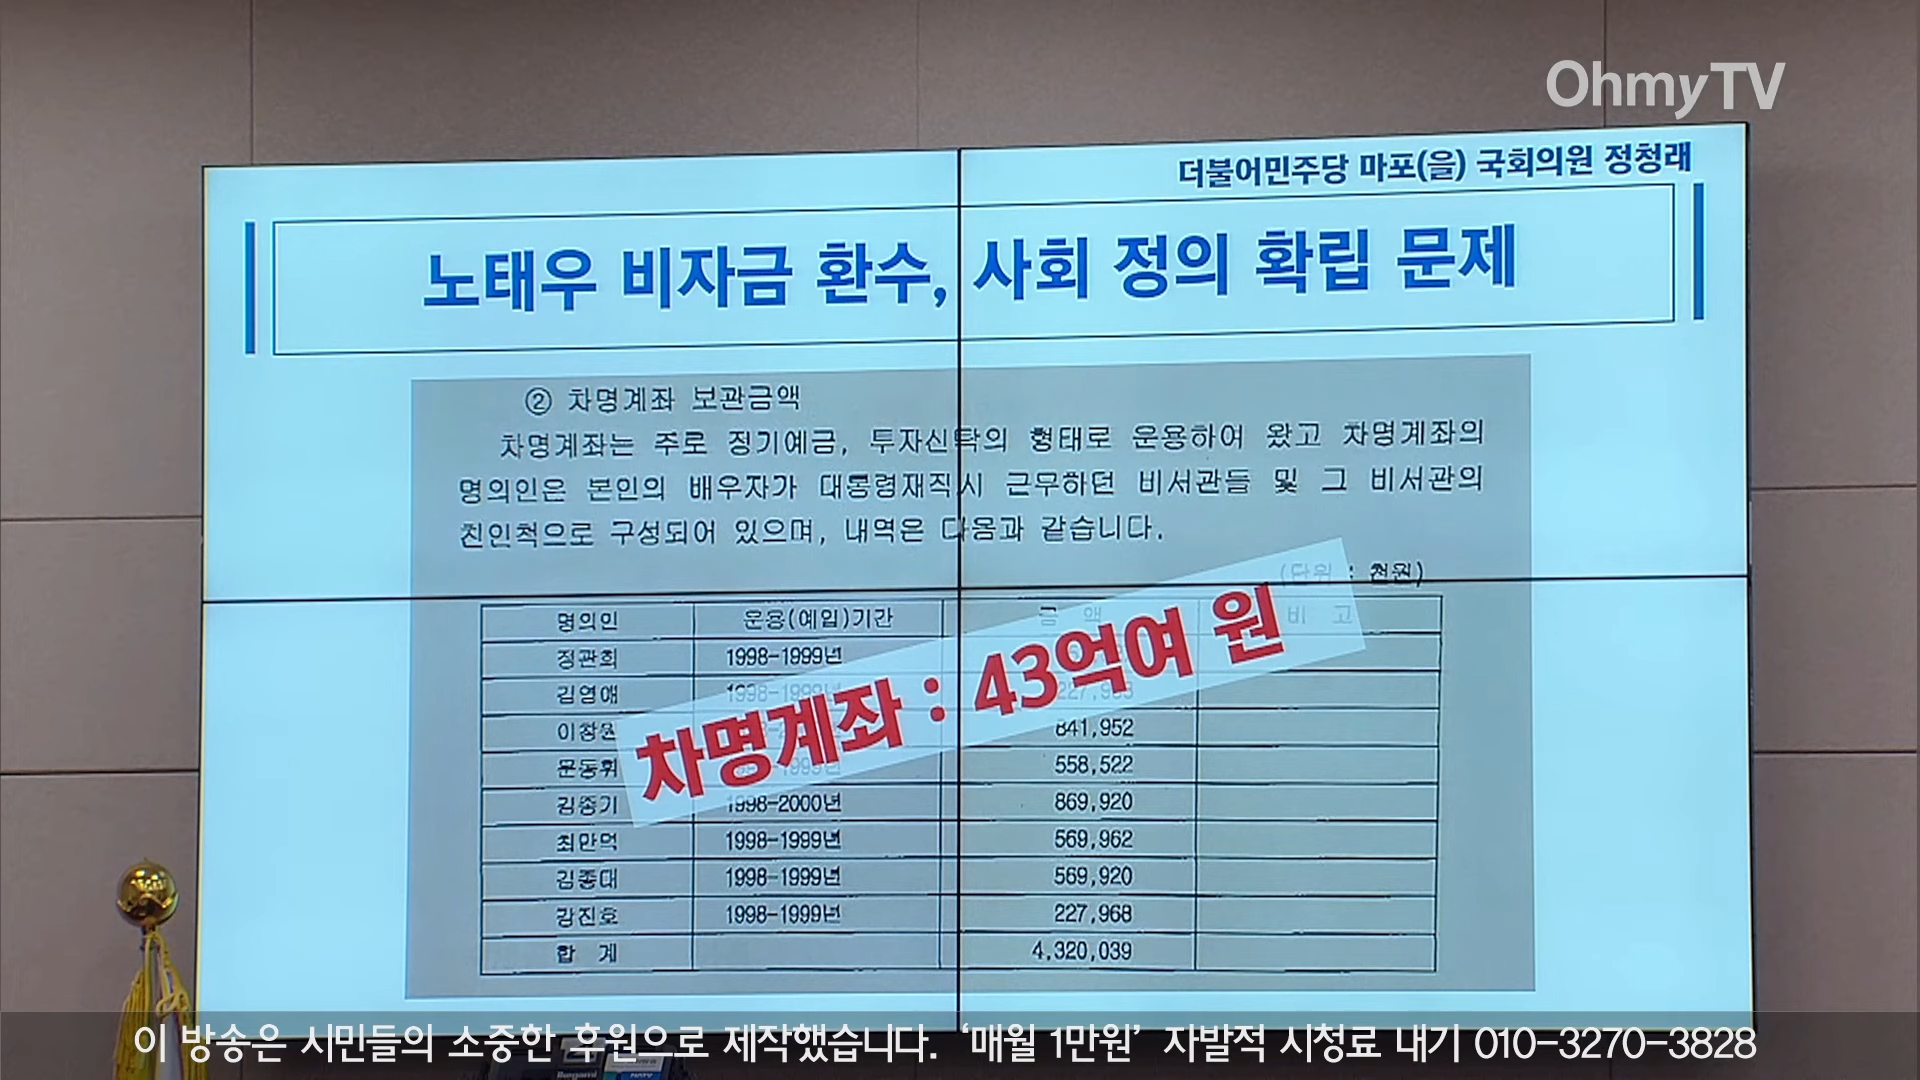 OhmyTV
더불어민주당 마포(을) 국회의원 정청래
노태우 비자금 환수, 사회 정의 확립 문제
② 차명계좌 보관금액
차명계좌는 주로 정기예금, 투자신탁의 형태로 운용하여 왔고 차명계좌의
명의인은 본인의 배우자가 대통령재직시 근무하던 비서관들 및 그 비서관의
친인척으로 구성되어 있으며, 내역은 다음과 같습니다.
(단위 : 천원)
명의인 운용(예입)기간 금 액 비 고
정관희 1998-1999년
김영애 1998-1999년
841,952
문동휘 558,522
김종기 1998-2000년 869,920
최만덕 1998-1999년 569,962
김종대 1998-1999년 569,920
강진호 1998-1999년 227,968
합 계 4,320,039
차명계좌 : 43억여 원
이 방송은 시민들의 소중한 후원으로 제작했습니다. ‘매월 1만원’ 자발적 시청료 내기 010-3270-3828